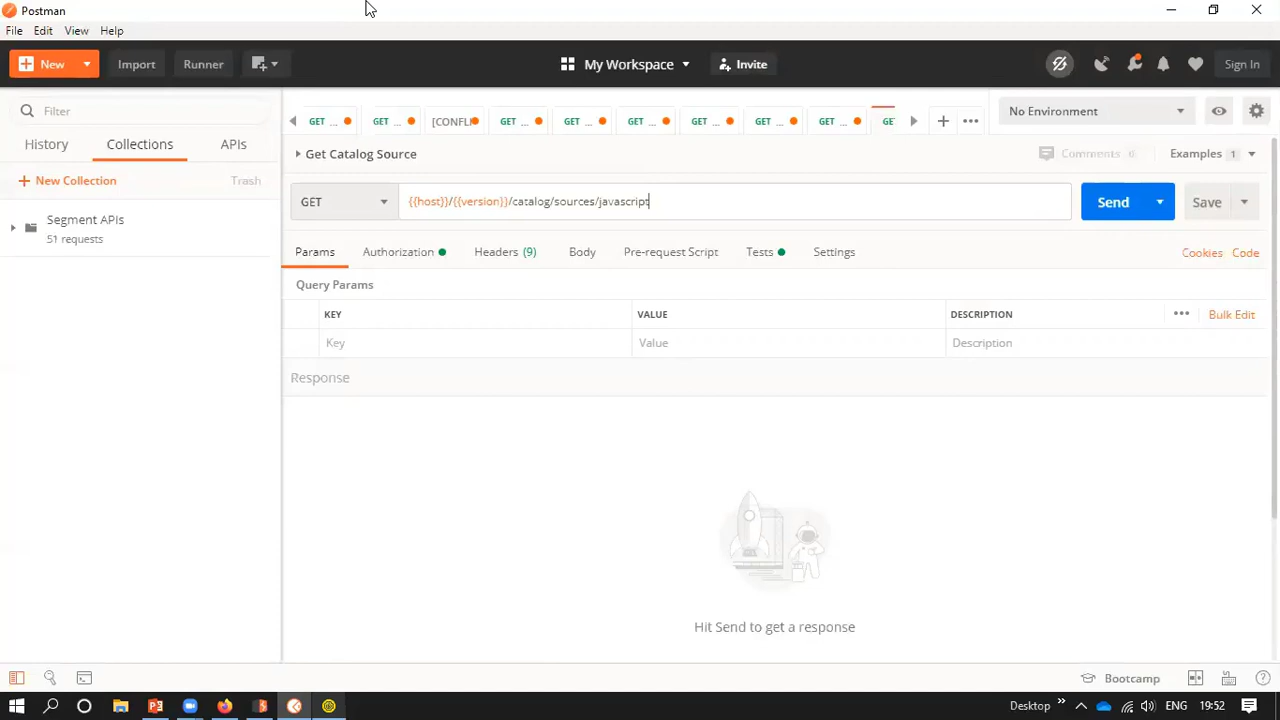 Postman
File Edit View Help
New Import Runner My Workspace Invite Sign In
Filter
GET ... GET ... [CONFLI GET ... GET ... GET ... GET ... GET ... GET ... GE ••• No Environment
History Collections APIs
Get Catalog Source Comments 0 Examples 1
+ New Collection Trash
GET {{host}}/{{version}}/catalog/sources/javascript Send Save
Segment APIs
51 requests
Params Authorization Headers (9) Body Pre-request Script Tests Settings Cookies Code
Query Params
KEY VALUE DESCRIPTION ••• Bulk Edit
Key Value Description
Response
Hit Send to get a response
Bootcamp
Desktop ENG 19:52